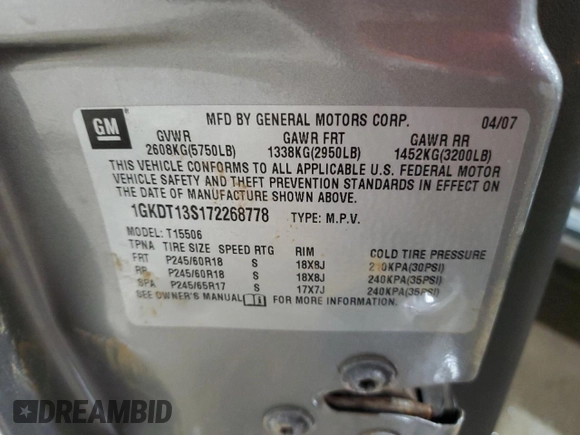 GM
MFD BY GENERAL MOTORS CORP. 04/07
GVWR GAWR FRT GAWR RR
2608KG(5750LB) 1338KG(2950LB) 1452KG(3200LB)
THIS VEHICLE CONFORMS TO ALL APPLICABLE U.S. FEDERAL MOTOR
VEHICLE SAFETY AND THEFT PREVENTION STANDARDS IN EFFECT ON
THE DATE OF MANUFACTURE SHOWN ABOVE.
1GKDT13S172268778 TYPE: M.P.V.
MODEL: T15506
TPNA TIRE SIZE SPEED RTG RIM COLD TIRE PRESSURE
FRT P245/60R18 S 18X8J 210KPA(30PSI)
RR P245/60R18 S 18X8J 240KPA(35PSI)
SPA P245/65R17 S 17X7J 240KPA(35PSI)
SEE OWNER'S MANUAL FOR MORE INFORMATION.
DREAMBID